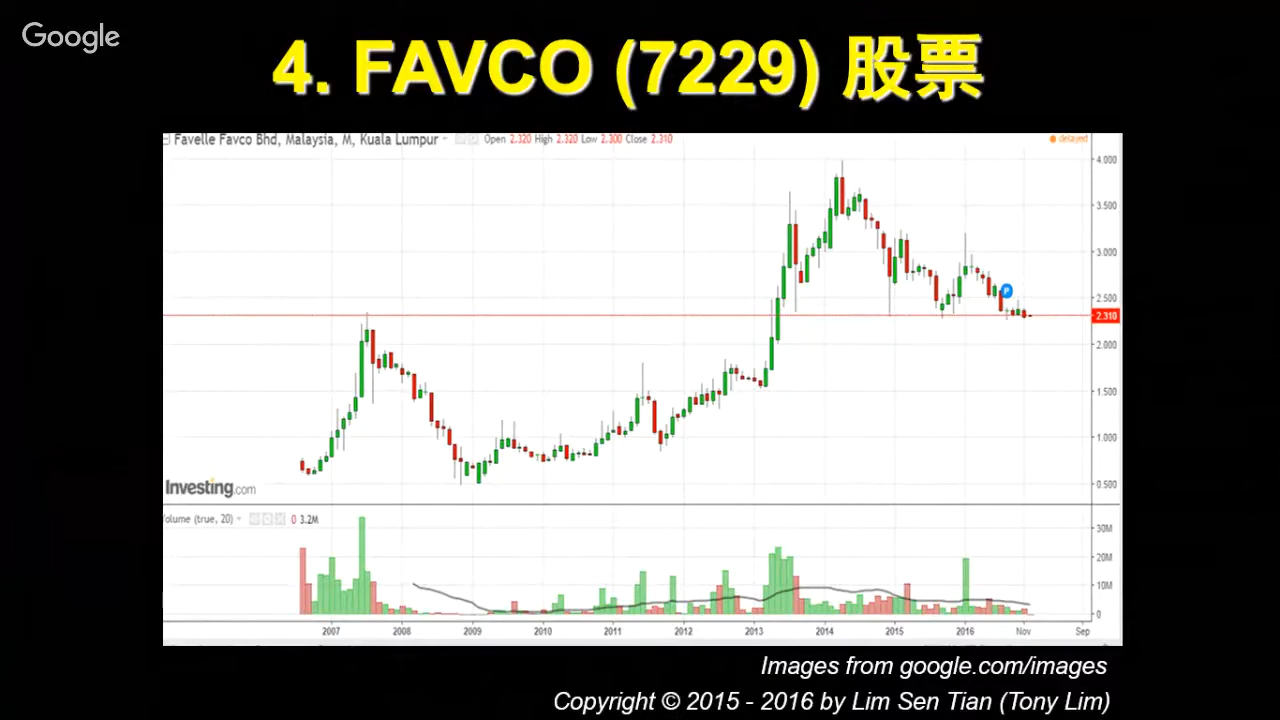 Google
4. FAVCO (7229) 股票
Favelle Favco Bhd, Malaysia, M, Kuala Lumpur Open 2.320 High 2.320 Low 2.300 Close 2.310
delayed
4.000
3.500
3.000
2.500
2.310
2.000
1.500
1.000
0.500
P
Investing.com
olume (true, 20) 0 3.2M
30M
20M
10M
0
2007 2008 2009 2010 2011 2012 2013 2014 2015 2016 Nov Sep
Images from google.com/images
Copyright © 2015 - 2016 by Lim Sen Tian (Tony Lim)